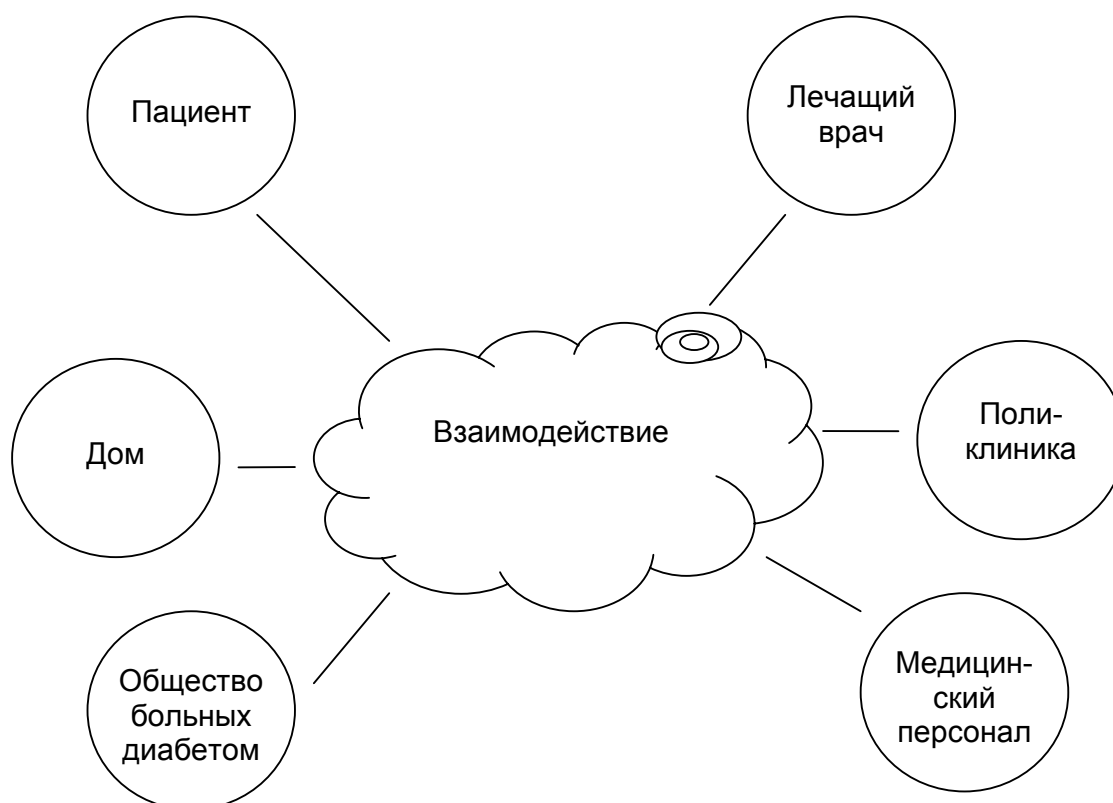 Пациент
Лечащий
врач
Взаимодействие
Дом
Поли-
клиника
Общество
больных
диабетом
Медицин-
ский
персонал